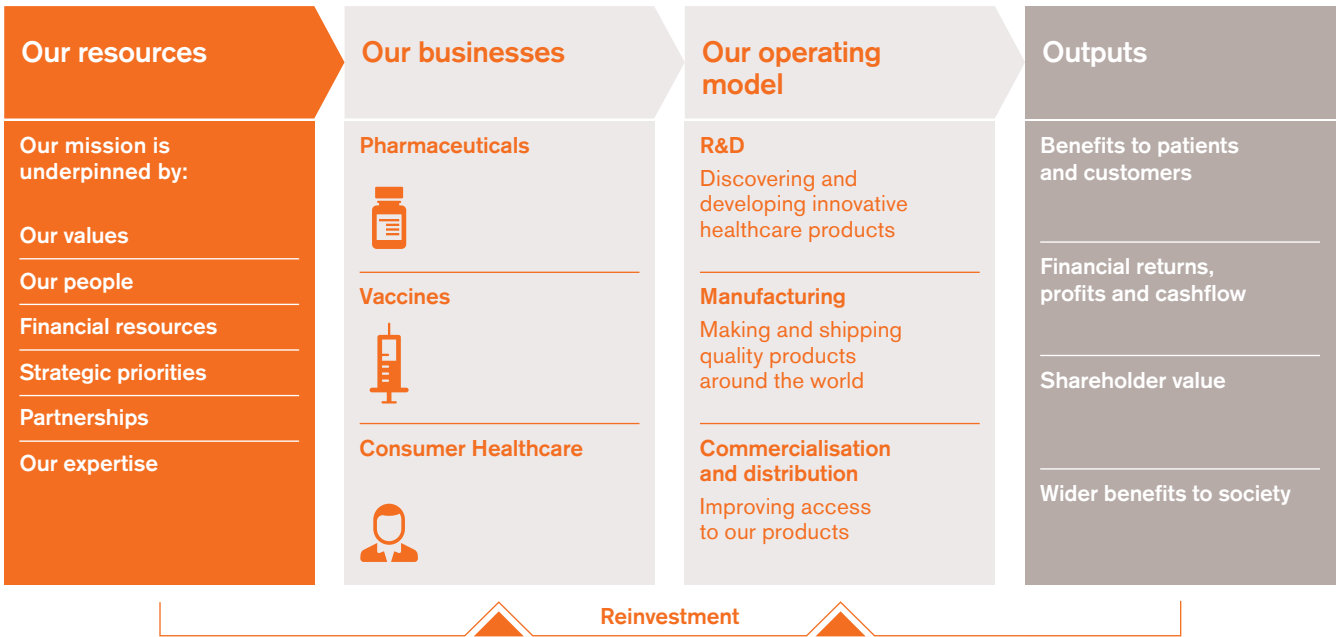 Our resources
Our mission is
underpinned by:
Our values
Our people
Financial resources
Strategic priorities
Partnerships
Our expertise
Our businesses
Pharmaceuticals
Vaccines
Consumer Healthcare
Our operating
model
R&D
Discovering and
developing innovative
healthcare products
Manufacturing
Making and shipping
quality products
around the world
Commercialisation
and distribution
Improving access
to our products
Outputs
Benefits to patients
and customers
Financial returns,
profits and cashflow
Shareholder value
Wider benefits to society
Reinvestment